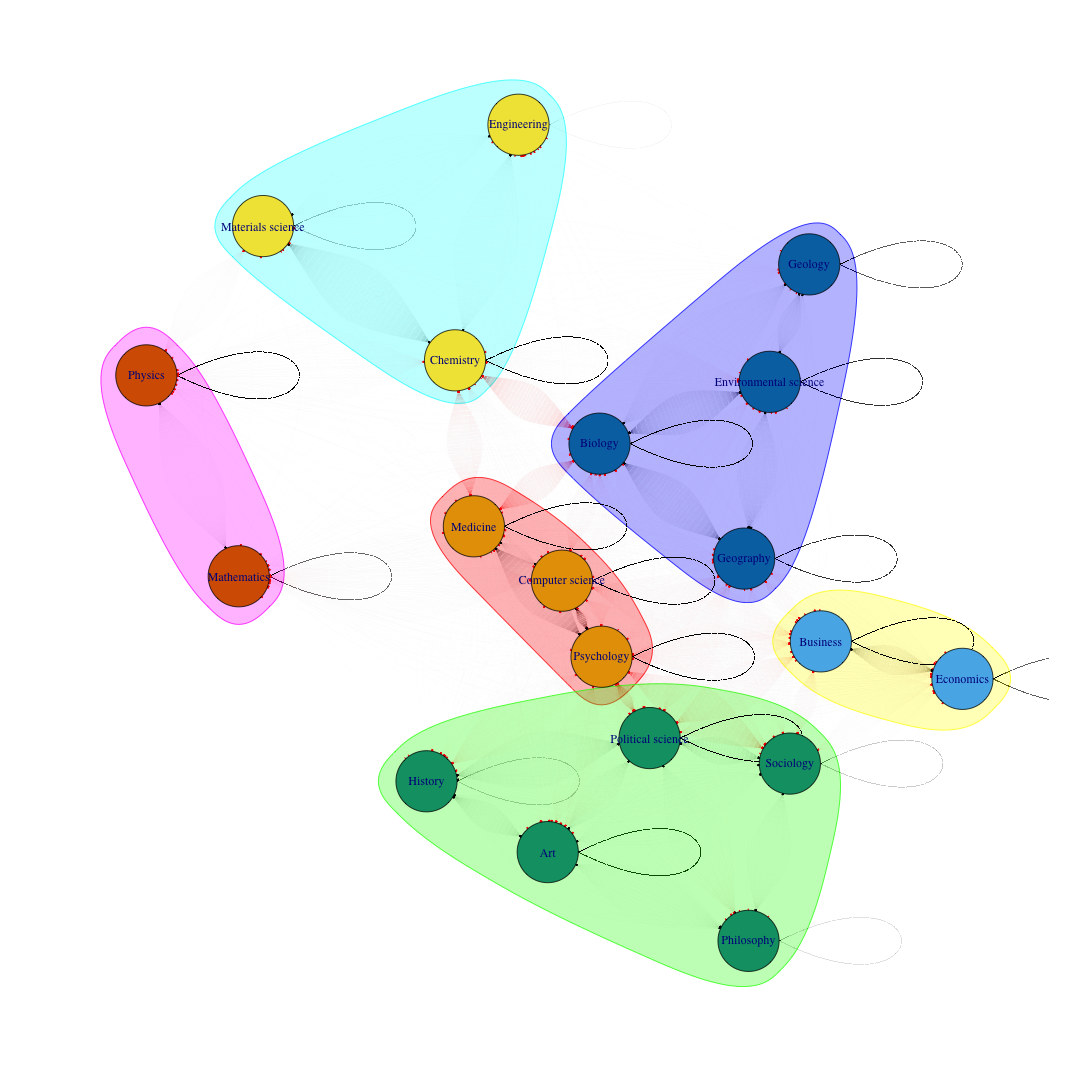 Engineering
Materials science
Geology
Chemistry
Physics
Environmental science
Biology
Medicine
Geography
Mathematics
Computer science
Business
Psychology
Economics
Political science
Sociology
History
Art
Philosophy